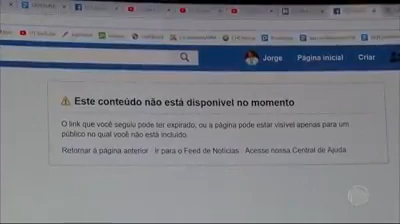 Jorge Página inicial Criar
Este conteúdo não está disponível no momento
O link que você seguiu pode ter expirado, ou a página pode estar visível apenas para um
público no qual você não está incluído.
Retornar à página anterior · Ir para o Feed de Notícias · Acesse nossa Central de Ajuda